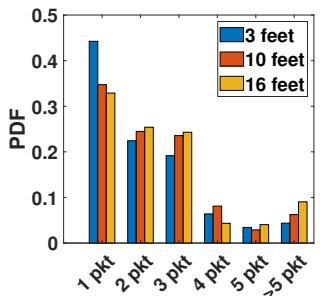 0.5
0.4
0.3
0.2
0.1
0
PDF
3 feet
10 feet
16 feet
1 pkt
2 pkt
3 pkt
4 pkt
5 pkt
>5 pkt